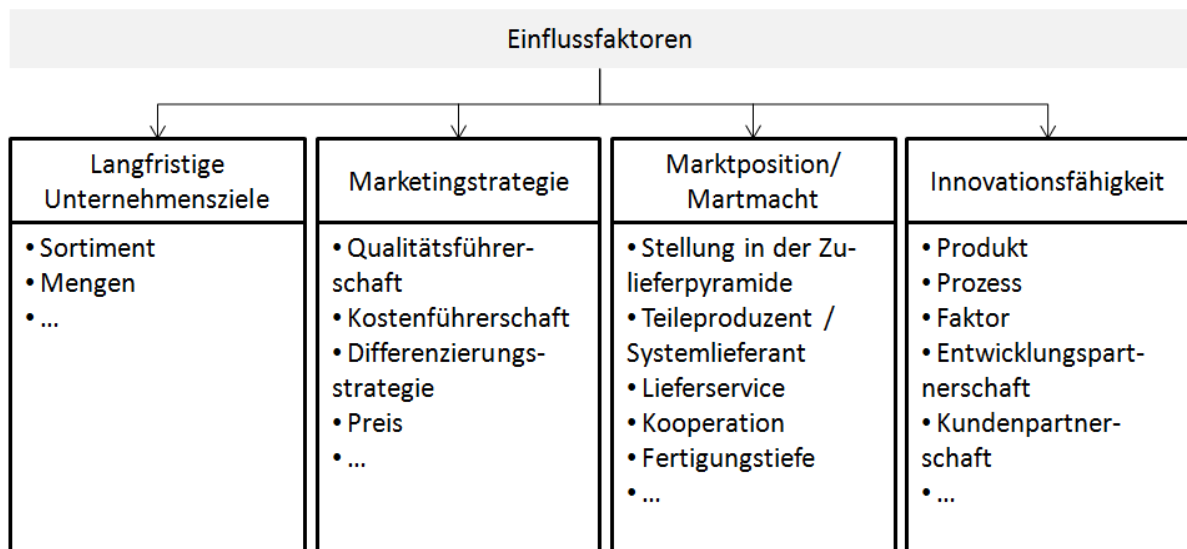 Einflussfaktoren
Langfristige
Unternehmensziele
• Sortiment
• Mengen
• ...
Marketingstrategie
• Qualitätsführer-
schaft
• Kostenführerschaft
• Differenzierungs-
strategie
• Preis
• ...
Marktposition/
Martmacht
• Stellung in der Zu-
lieferpyramide
• Teileproduzent /
Systemlieferant
• Lieferservice
• Kooperation
• Fertigungstiefe
• ...
Innovationsfähigkeit
• Produkt
• Prozess
• Faktor
• Entwicklungspart-
nerschaft
• Kundenpartner-
schaft
• ...